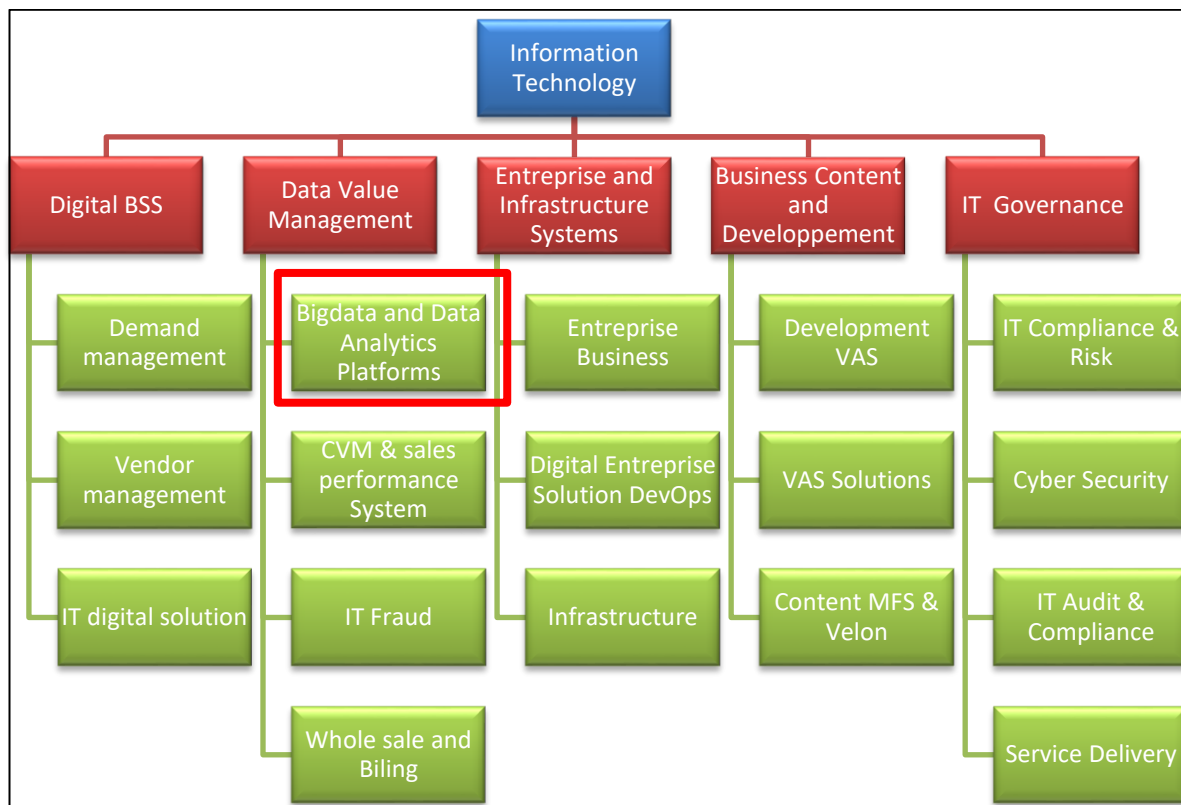 Information
Technology
Digital BSS
Data Value
Management
Entreprise and
Infrastructure
Systems
Business Content
and
Developpement
IT Governance
Demand
management
Vendor
management
IT digital solution
Bigdata and Data
Analytics
Platforms
CVM & sales
performance
System
IT Fraud
Whole sale and
Biling
Entreprise
Business
Digital Entreprise
Solution DevOps
Infrastructure
Development
VAS
VAS Solutions
Content MFS &
Velon
IT Compliance &
Risk
Cyber Security
IT Audit &
Compliance
Service Delivery